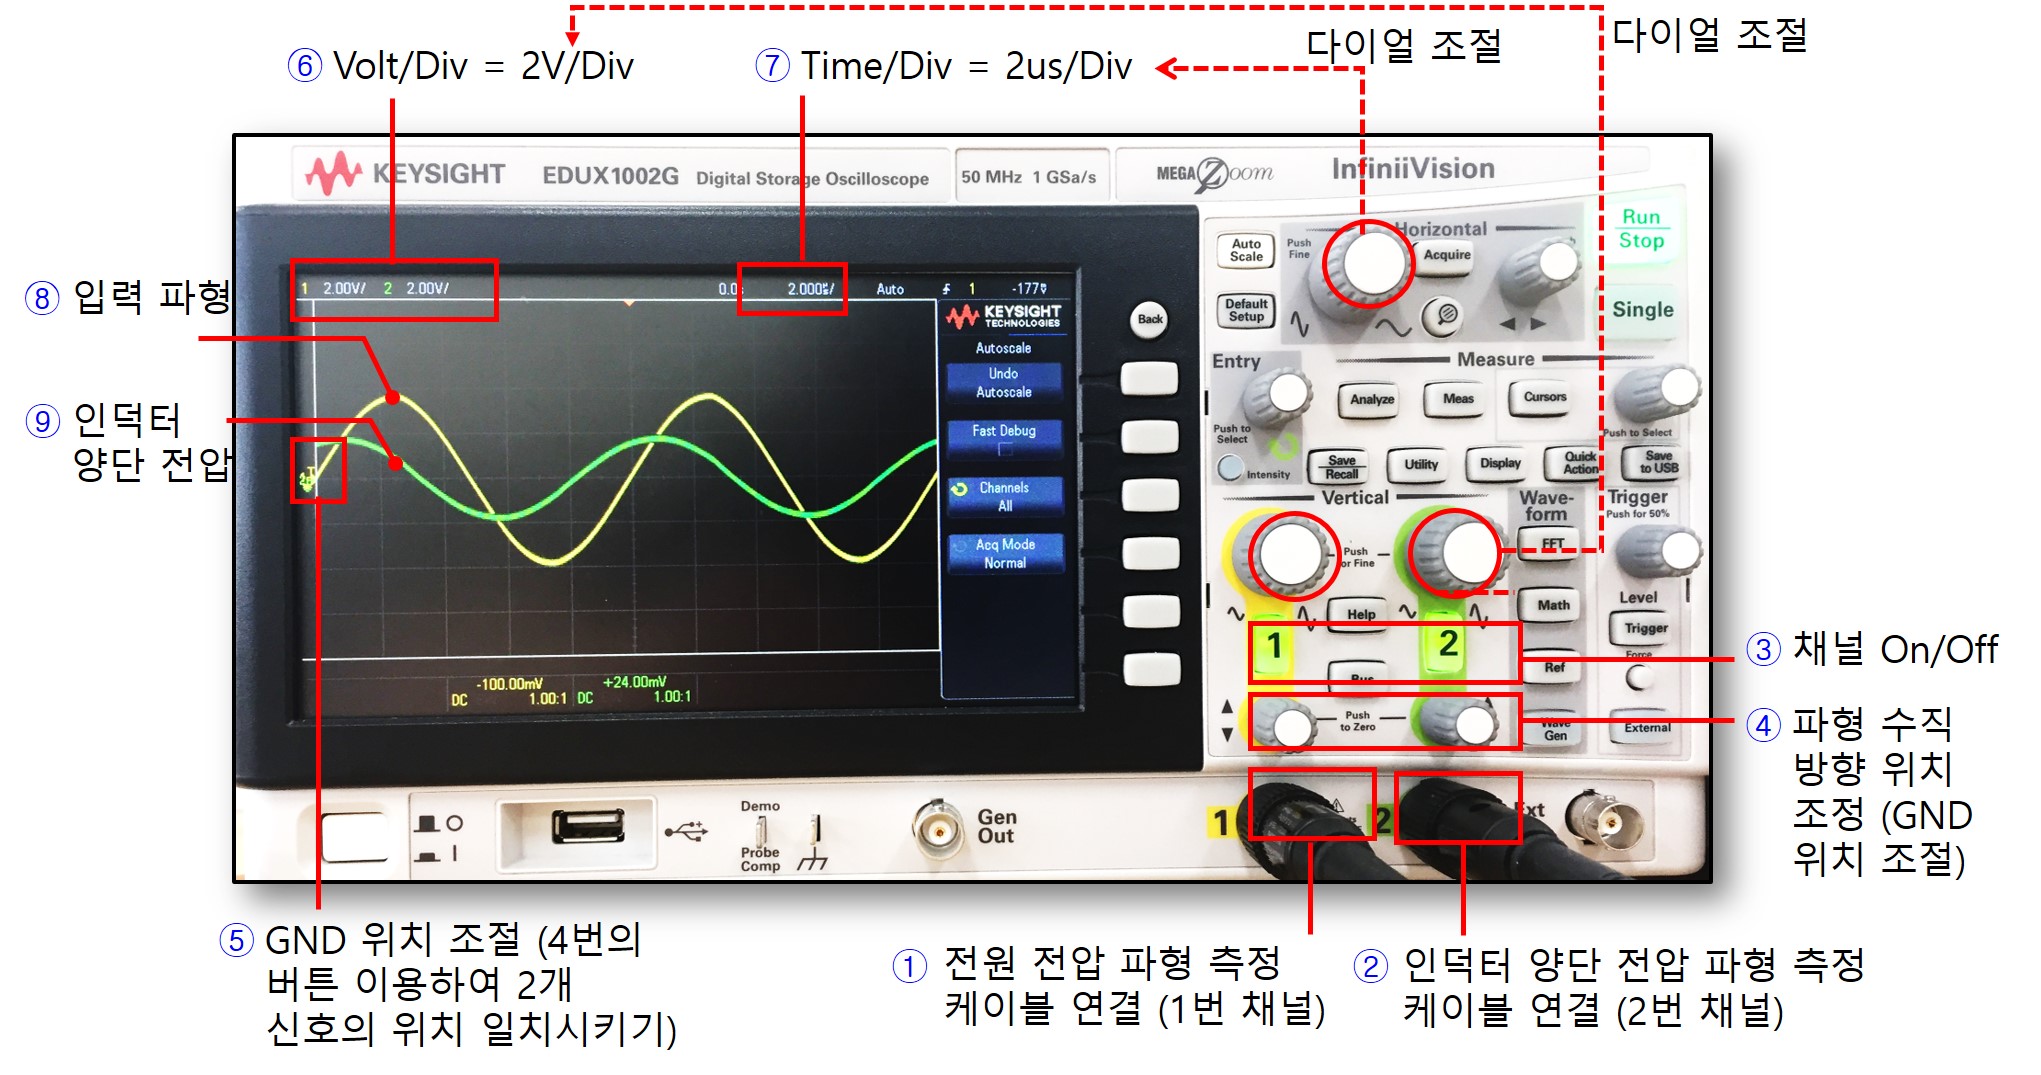 다이얼 조절
다이얼 조절
⑥ Volt/Div = 2V/Div
⑦ Time/Div = 2us/Div
KEYSIGHT
EDUX1002G
Digital Storage Oscilloscope
50 MHz 1 GSa/s
MEGA Zoom
InfiniiVision
⑧ 입력 파형
⑨ 인덕터
양단 전압
1 2.00V/ 2 2.00V/
2.000us/
Auto
1
KEYSIGHT
TECHNOLOGIES
Autoscale
Undo
Autoscale
Fast Debug
Channels
All
Acq Mode
Normal
-100.00mV
DC 1.00:1
+24.00mV
DC 1.00:1
Back
Auto
Scale
Default
Setup
Push
Fine
Horizontal
Acquire
Run
Stop
Single
Entry
Push to
Select
Intensity
Measure
Analyze
Meas
Cursors
Push to Select
Save
Recall
Utility
Display
Quick
Action
Save
to USB
Vertical
Push
for Fine
Help
1
2
Bus
Push
to Zero
Wave-
form
FFT
Math
Ref
Wave
Gen
Trigger
Push for 50%
Level
Trigger
Force
External
③ 채널 On/Off
④ 파형 수직
방향 위치
조정 (GND
위치 조절)
Demo
Probe
Comp
Gen
Out
1
2
Ext
⑤ GND 위치 조절 (4번의
버튼 이용하여 2개
신호의 위치 일치시키기)
① 전원 전압 파형 측정
케이블 연결 (1번 채널)
② 인덕터 양단 전압 파형 측정
케이블 연결 (2번 채널)